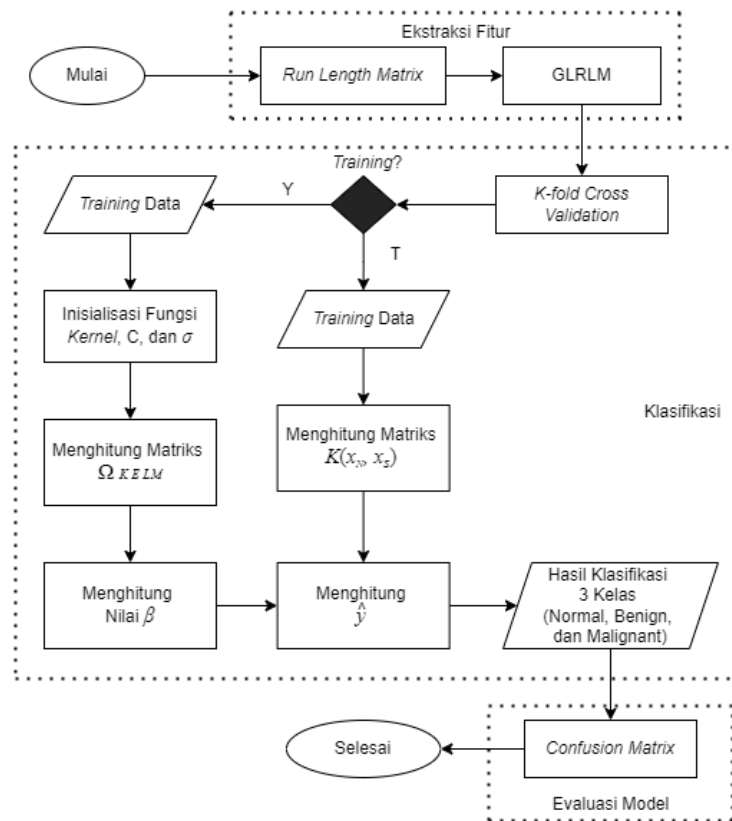 Ekstraksi Fitur
Mulai
Run Length Matrix
GLRLM
Training?
Y
Training Data
K-fold Cross
Validation
T
Inisialisasi Fungsi
Kernel, C, dan σ
Training Data
Klasifikasi
Menghitung Matriks
Ω KELM
Menghitung Matriks
K(x_N, x_s)
Menghitung
Nilai β
Menghitung
ŷ
Hasil Klasifikasi
3 Kelas
(Normal, Benign,
dan Malignant)
Selesai
Confusion Matrix
Evaluasi Model